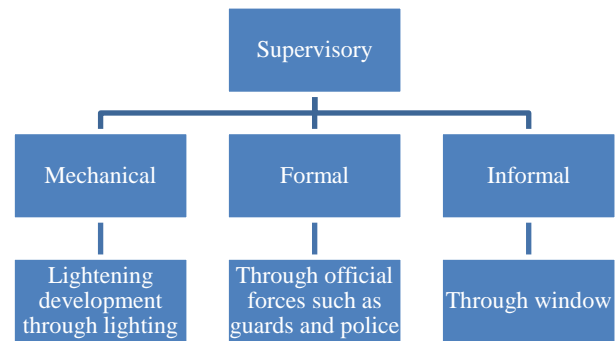 Supervisory
Mechanical
Formal
Informal
Lightening
development
through lighting
Through official
forces such as
guards and police
Through window